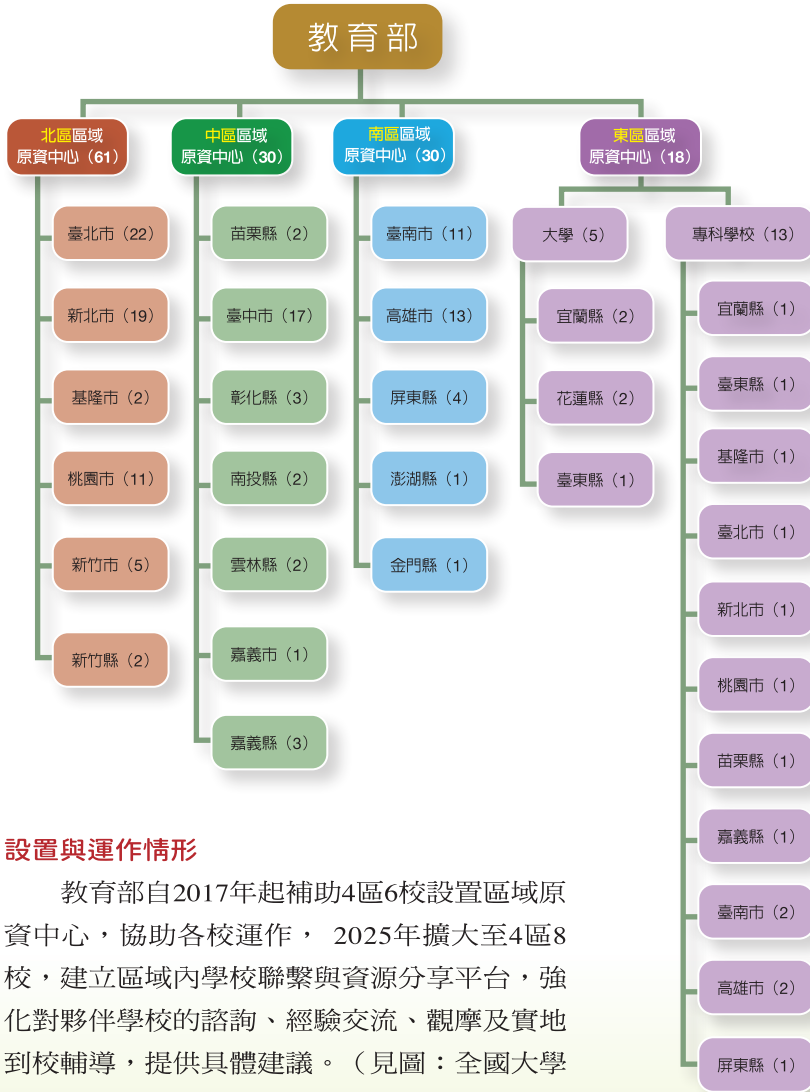 教育部
北區區域
原資中心（61）
臺北市（22）
新北市（19）
基隆市（2）
桃園市（11）
新竹市（5）
新竹縣（2）
中區區域
原資中心（30）
苗栗縣（2）
臺中市（17）
彰化縣（3）
南投縣（2）
雲林縣（2）
嘉義市（1）
嘉義縣（3）
南區區域
原資中心（30）
臺南市（11）
高雄市（13）
屏東縣（4）
澎湖縣（1）
金門縣（1）
東區區域
原資中心（18）
大學（5）
宜蘭縣（2）
花蓮縣（2）
臺東縣（1）
專科學校（13）
宜蘭縣（1）
臺東縣（1）
基隆市（1）
臺北市（1）
新北市（1）
桃園市（1）
苗栗縣（1）
嘉義縣（1）
臺南市（2）
高雄市（2）
屏東縣（1）
設置與運作情形
教育部自2017年起補助4區6校設置區域原
資中心，協助各校運作， 2025年擴大至4區8
校，建立區域內學校聯繫與資源分享平台，強
化對夥伴學校的諮詢、經驗交流、觀摩及實地
到校輔導，提供具體建議。（見圖：全國大學